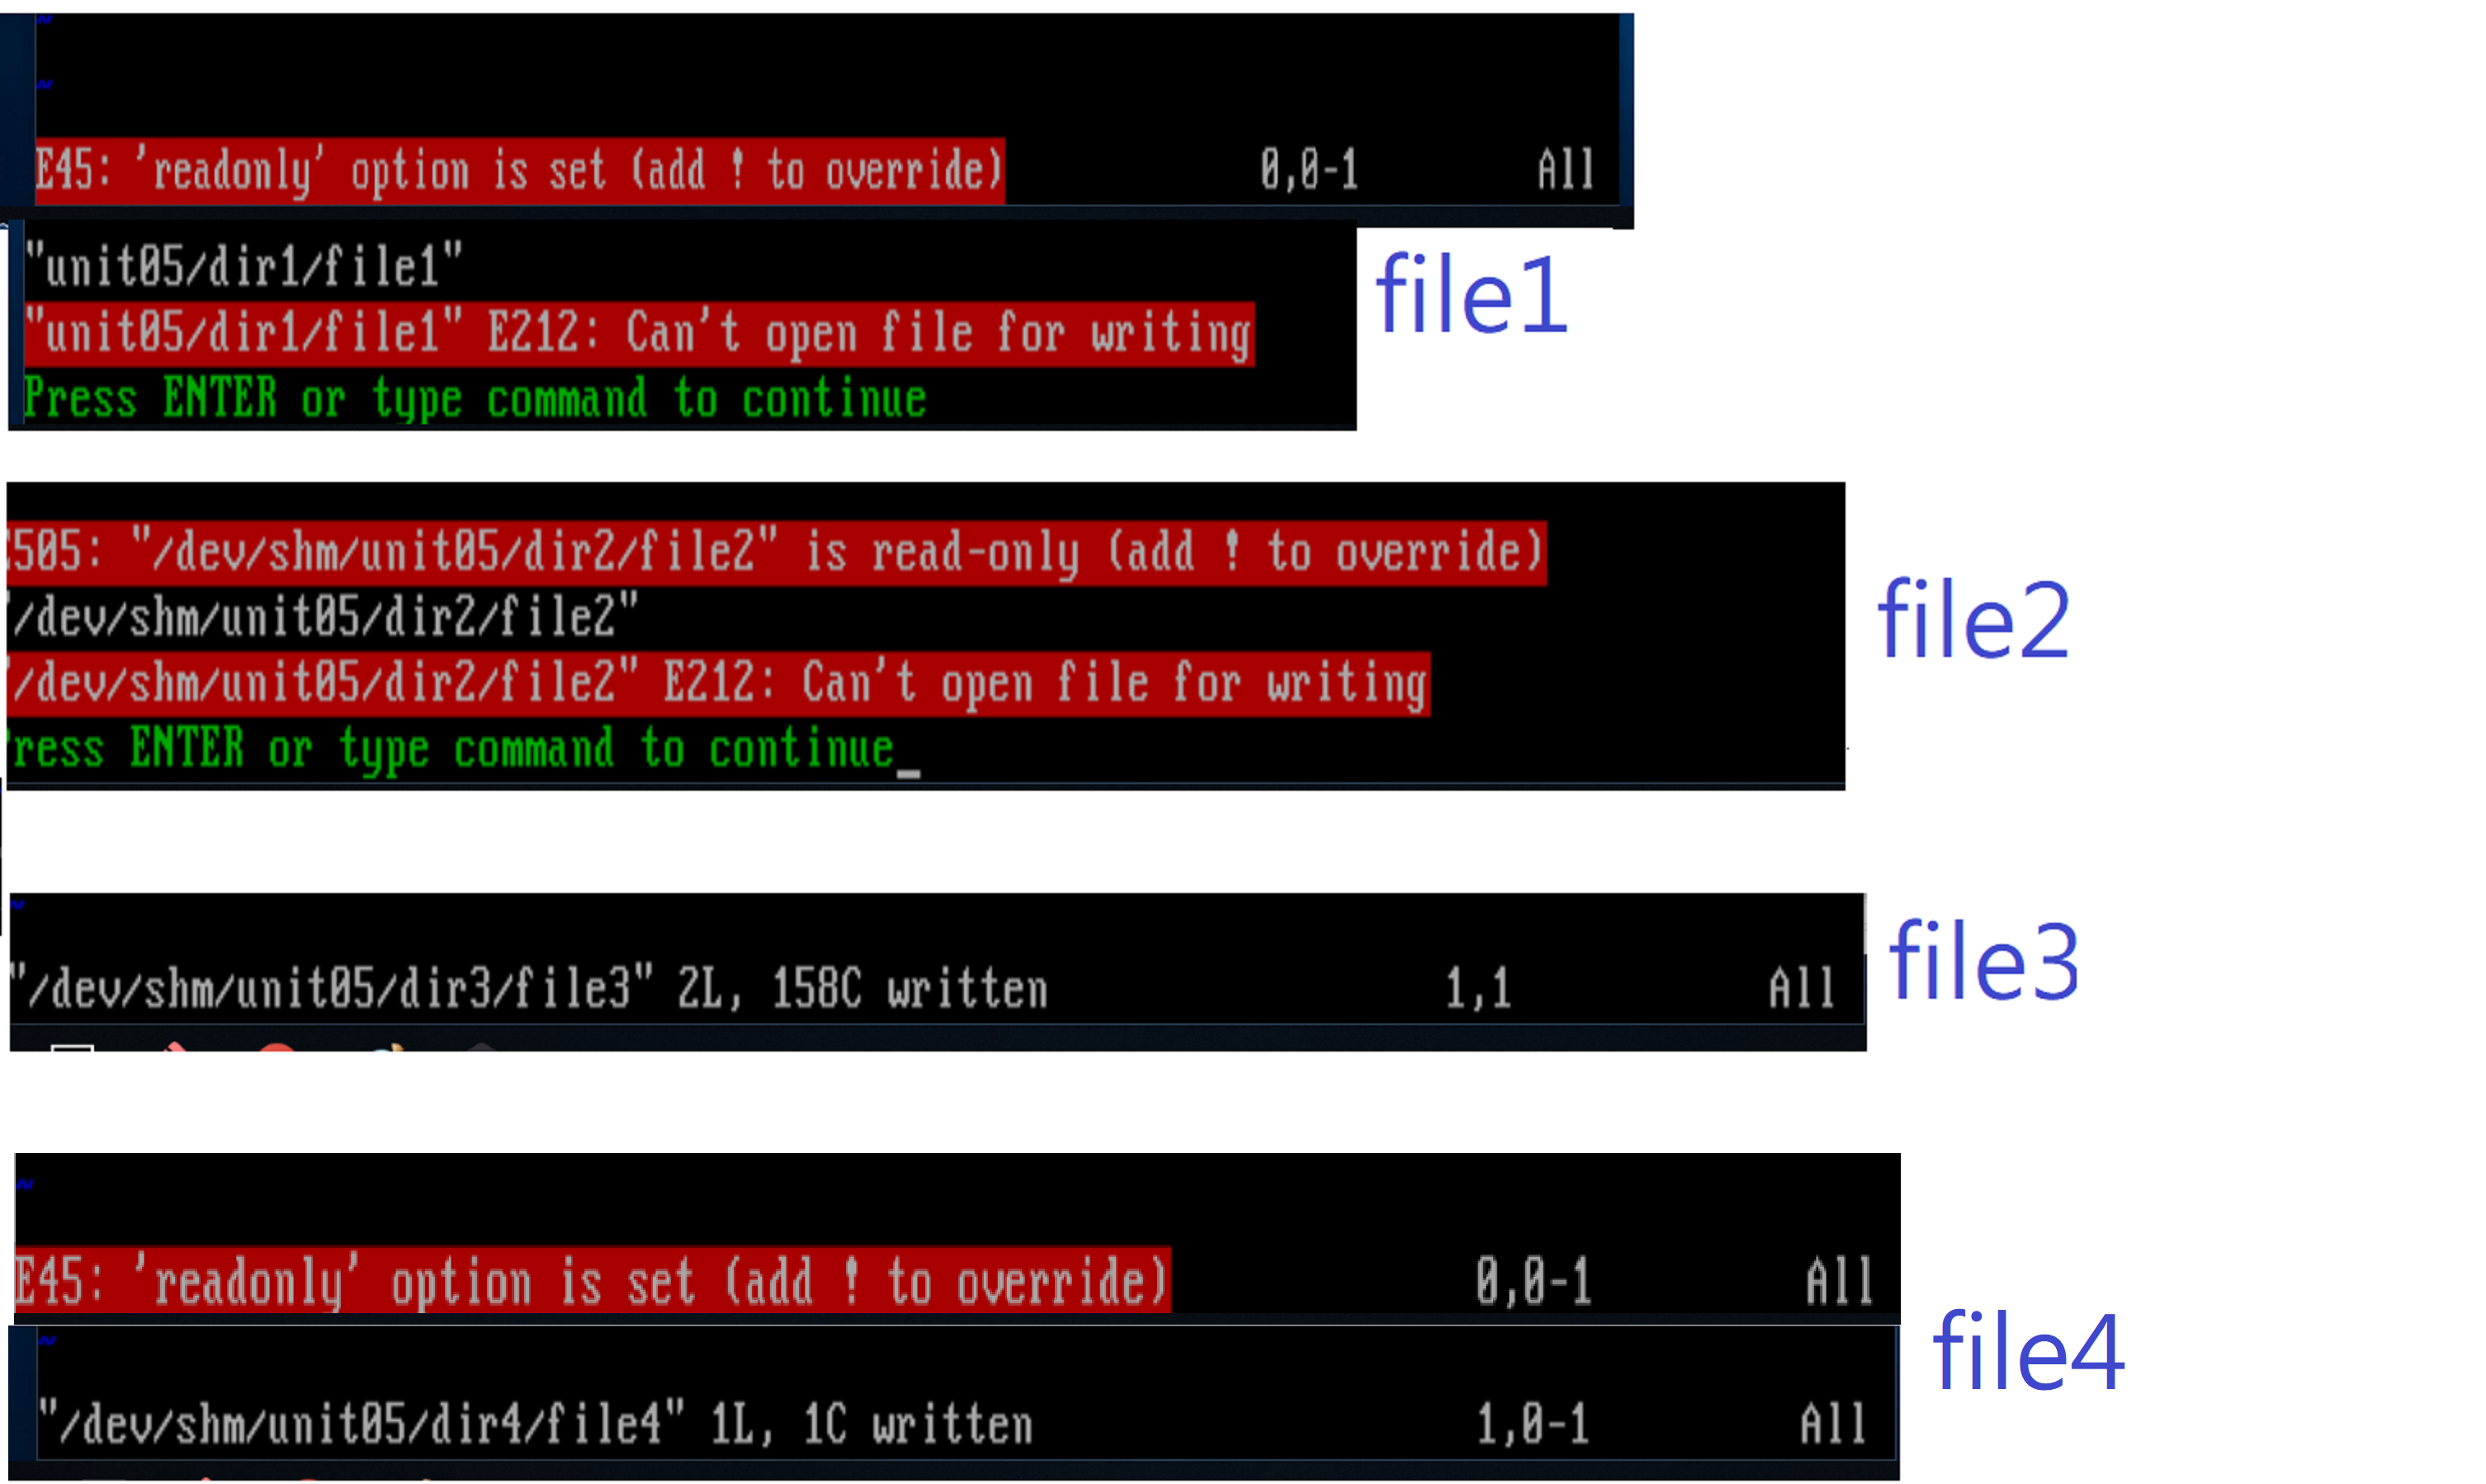 ~
~
E45: 'readonly' option is set (add ! to override) 0,0-1 All
"unit05/dir1/file1"
"unit05/dir1/file1" E212: Can't open file for writing
Press ENTER or type command to continue
file1
505: "/dev/shm/unit05/dir2/file2" is read-only (add ! to override)
"/dev/shm/unit05/dir2/file2"
"/dev/shm/unit05/dir2/file2" E212: Can't open file for writing
ress ENTER or type command to continue_
file2
~
"/dev/shm/unit05/dir3/file3" 2L, 158C written 1,1 All
file3
~
E45: 'readonly' option is set (add ! to override) 0,0-1 All
~
"/dev/shm/unit05/dir4/file4" 1L, 1C written 1,0-1 All
file4